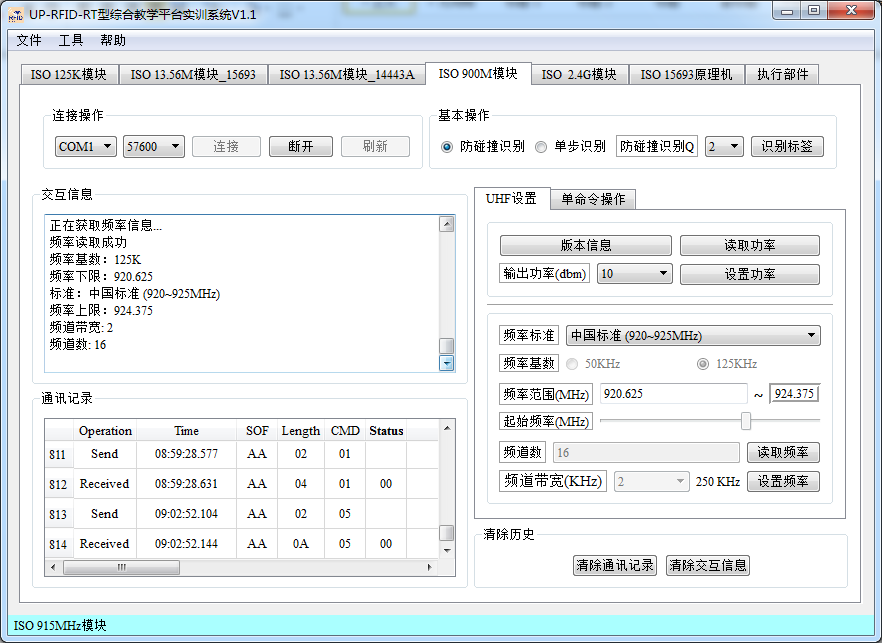 UP-RFID-RT型综合教学平台实训系统V1.1
文件 工具 帮助
ISO 125K模块 ISO 13.56M模块_15693 ISO 13.56M模块_14443A ISO 900M模块 ISO 2.4G模块 ISO 15693原理机 执行部件
连接操作
COM1 57600 连接 断开 刷新
基本操作
防碰撞识别 单步识别 防碰撞识别Q 2 识别标签
交互信息
正在获取频率信息...
频率读取成功
频率基数：125K
频率下限：920.625
标准：中国标准 (920~925MHz)
频率上限：924.375
频道带宽: 2
频道数: 16
通讯记录
Operation Time SOF Length CMD Status
811 Send 08:59:28.577 AA 02 01
812 Received 08:59:28.631 AA 04 01 00
813 Send 09:02:52.104 AA 02 05
814 Received 09:02:52.144 AA 0A 05 00
UHF设置 单命令操作
版本信息 读取功率
输出功率(dbm) 10 设置功率
频率标准 中国标准 (920~925MHz)
频率基数 50KHz 125KHz
频率范围(MHz) 920.625 ~ 924.375
起始频率(MHz)
频道数 16 读取频率
频道带宽(KHz) 2 250 KHz 设置频率
清除历史
清除通讯记录 清除交互信息
ISO 915MHz模块